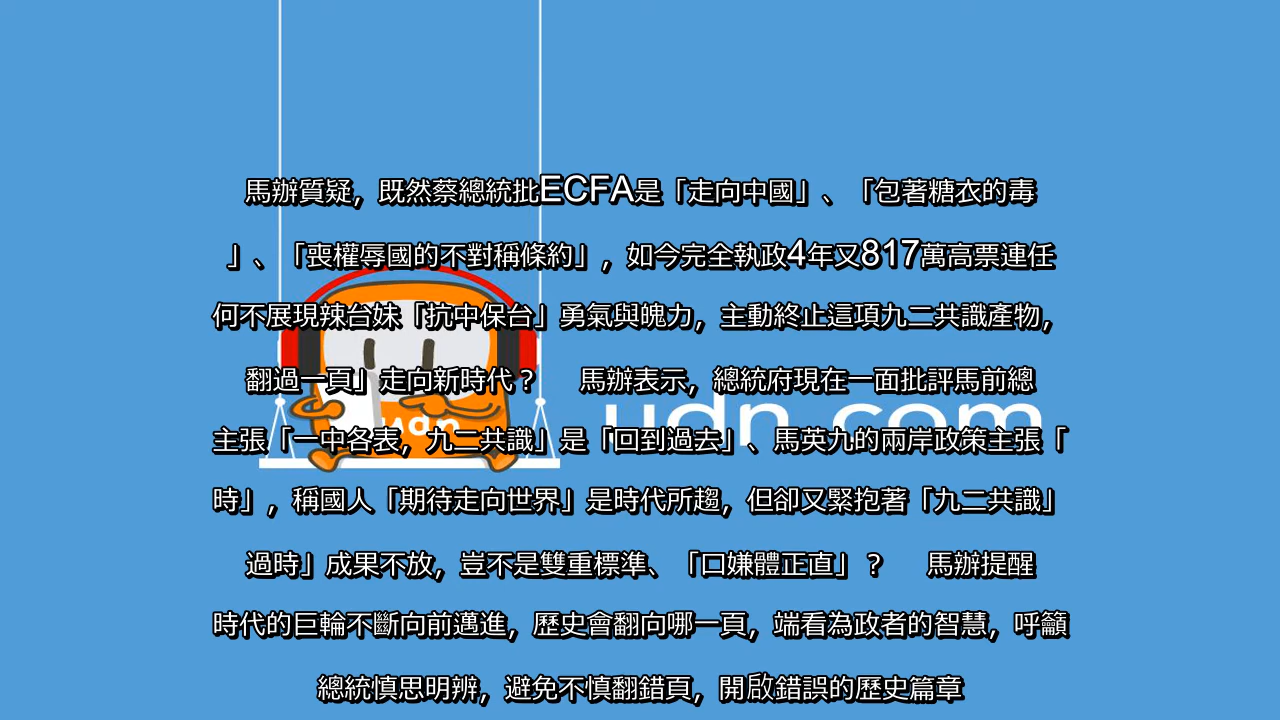 馬辦質疑，既然蔡總統批ECFA是「走向中國」、「包著糖衣的毒
」、「喪權辱國的不對稱條約」，如今完全執政4年又817萬高票連任
何不展現辣台妹「抗中保台」勇氣與魄力，主動終止這項九二共識產物，
翻過一頁」走向新時代？　馬辦表示，總統府現在一面批評馬前總
主張「一中各表，九二共識」是「回到過去」、馬英九的兩岸政策主張「
時」，稱國人「期待走向世界」是時代所趨，但卻又緊抱著「九二共識」
過時」成果不放，豈不是雙重標準、「口嫌體正直」？　馬辦提醒
時代的巨輪不斷向前邁進，歷史會翻向哪一頁，端看為政者的智慧，呼籲
總統慎思明辨，避免不慎翻錯頁，開啟錯誤的歷史篇章
udn
udn.com